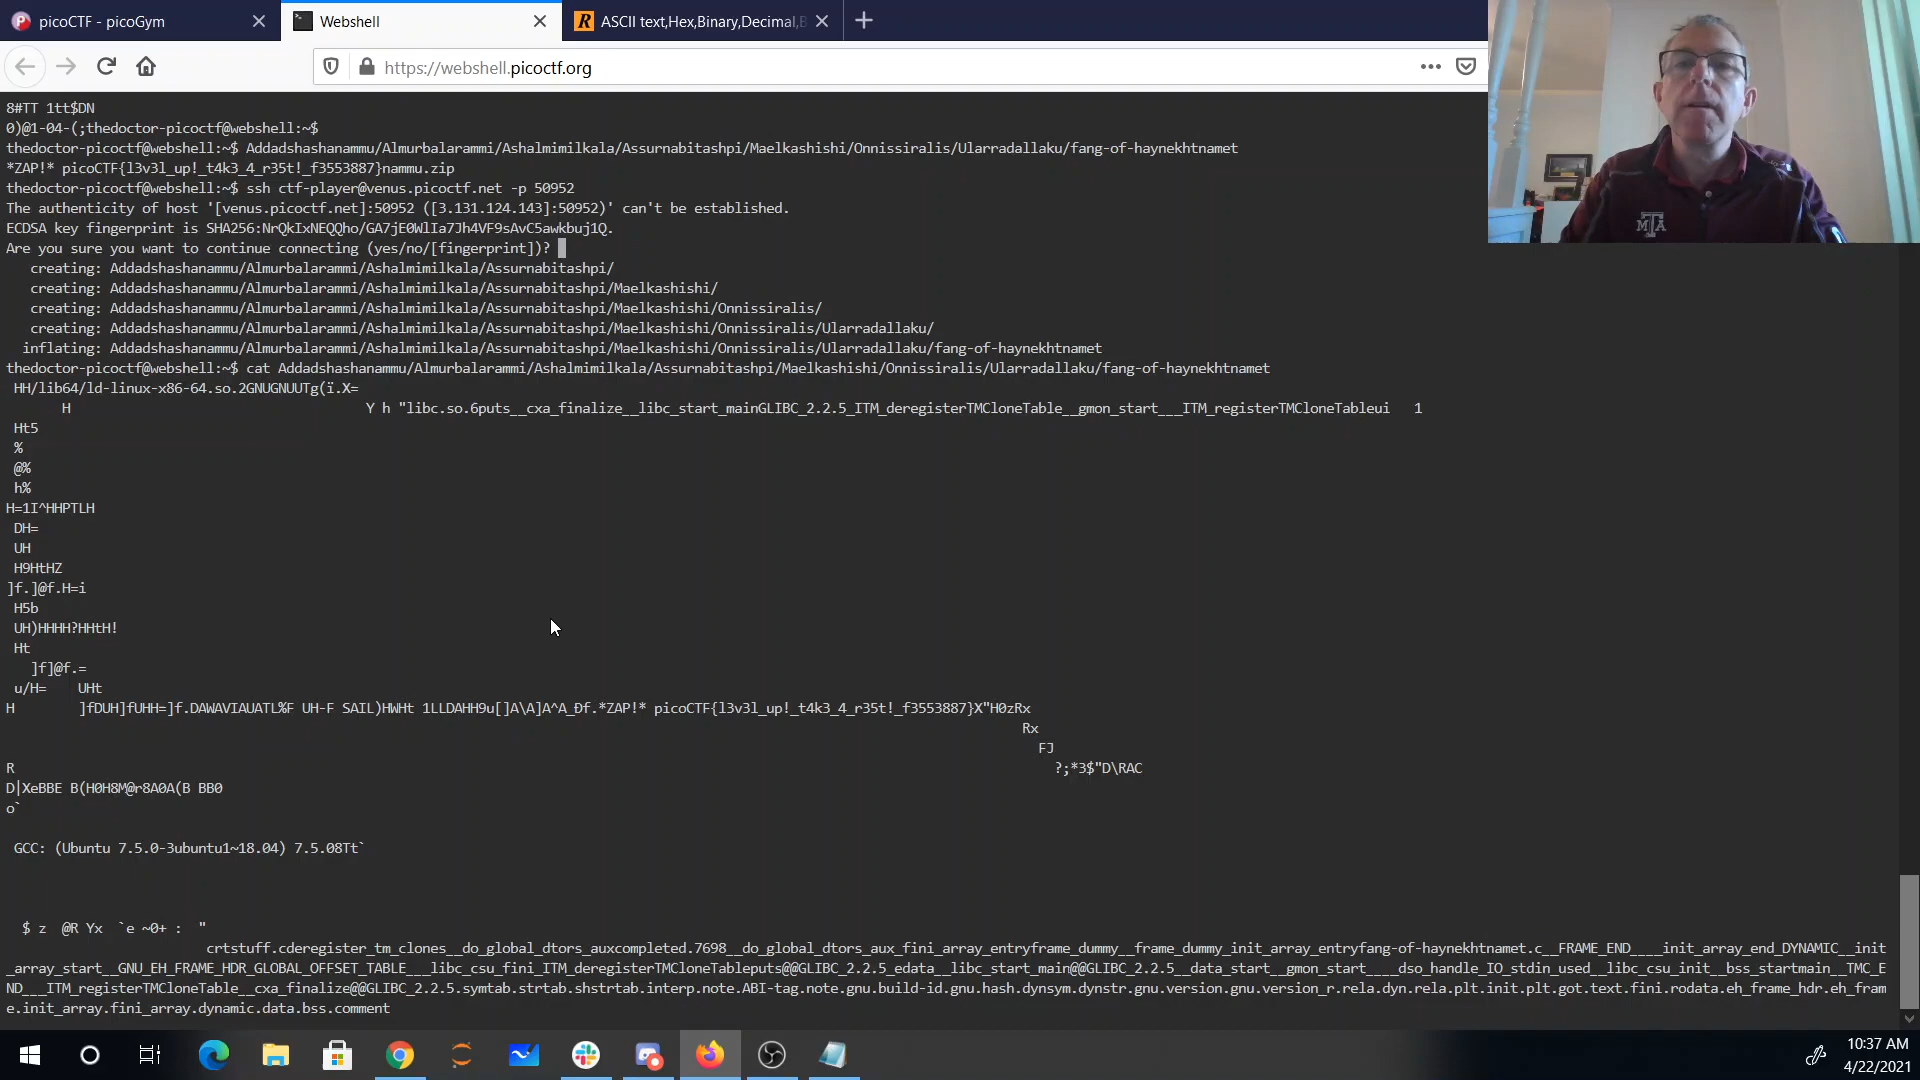 picoCTF - picoGym
Webshell
ASCII text,Hex,Binary,Decimal,B
https://webshell.picoctf.org
8#TT 1tt$DN
0)@1-04-(;thedoctor-picoctf@webshell:~$
thedoctor-picoctf@webshell:~$ Addadshashanammu/Almurbalarammi/Ashalmimilkala/Assurnabitashpi/Maelkashishi/Onnissiralis/Ularradallaku/fang-of-haynekhtnamet
*ZAP!* picoCTF{l3v3l_up!_t4k3_4_r35t!_f3553887}nammu.zip
thedoctor-picoctf@webshell:~$ ssh ctf-player@venus.picoctf.net -p 50952
The authenticity of host '[venus.picoctf.net]:50952 ([3.131.124.143]:50952)' can't be established.
ECDSA key fingerprint is SHA256:NrQkIxNEQQho/GA7jE0WlIa7Jh4VF9sAvC5awkbuj1Q.
Are you sure you want to continue connecting (yes/no/[fingerprint])?
creating: Addadshashanammu/Almurbalarammi/Ashalmimilkala/Assurnabitashpi/
creating: Addadshashanammu/Almurbalarammi/Ashalmimilkala/Assurnabitashpi/Maelkashishi/
creating: Addadshashanammu/Almurbalarammi/Ashalmimilkala/Assurnabitashpi/Maelkashishi/Onnissiralis/
creating: Addadshashanammu/Almurbalarammi/Ashalmimilkala/Assurnabitashpi/Maelkashishi/Onnissiralis/Ularradallaku/
inflating: Addadshashanammu/Almurbalarammi/Ashalmimilkala/Assurnabitashpi/Maelkashishi/Onnissiralis/Ularradallaku/fang-of-haynekhtnamet
thedoctor-picoctf@webshell:~$ cat Addadshashanammu/Almurbalarammi/Ashalmimilkala/Assurnabitashpi/Maelkashishi/Onnissiralis/Ularradallaku/fang-of-haynekhtnamet
HH/lib64/ld-linux-x86-64.so.2GNUGNUUTg(ï.X=
H Y h "libc.so.6puts__cxa_finalize__libc_start_mainGLIBC_2.2.5_ITM_deregisterTMCloneTable__gmon_start___ITM_registerTMCloneTableui 1
Ht5
%
@%
h%
H=1I^HHPTLH
DH=
UH
H9HtHZ
]f.]@f.H=i
H5b
UH)HHHH?HHtH!
Ht
]f]@f.=
u/H= UHt
H ]fDUH]fUHH=]f.DAWAVIAUATL%F UH-F SAIL)HWHt 1LLDAHH9u[]A\A]A^A_Ðf.*ZAP!* picoCTF{l3v3l_up!_t4k3_4_r35t!_f3553887}X"H0zRx
Rx
FJ
R ?;*3$"D\RAC
D|XeBBE B(H0H8M@r8A0A(B BB0
o`
GCC: (Ubuntu 7.5.0-3ubuntu1~18.04) 7.5.08Tt`
$ z @R Yx `e ~0+ : "
crtstuff.cderegister_tm_clones__do_global_dtors_auxcompleted.7698__do_global_dtors_aux_fini_array_entryframe_dummy__frame_dummy_init_array_entryfang-of-haynekhtnamet.c__FRAME_END____init_array_end_DYNAMIC__init
_array_start__GNU_EH_FRAME_HDR_GLOBAL_OFFSET_TABLE___libc_csu_fini_ITM_deregisterTMCloneTableputs@@GLIBC_2.2.5_edata__libc_start_main@@GLIBC_2.2.5__data_start__gmon_start____dso_handle_IO_stdin_used__libc_csu_init__bss_startmain__TMC_E
ND___ITM_registerTMCloneTable__cxa_finalize@@GLIBC_2.2.5.symtab.strtab.shstrtab.interp.note.ABI-tag.note.gnu.build-id.gnu.hash.dynsym.dynstr.gnu.version.gnu.version_r.rela.dyn.rela.plt.init.plt.got.text.fini.rodata.eh_frame_hdr.eh_fram
e.init_array.fini_array.dynamic.data.bss.comment
10:37 AM
4/22/2021